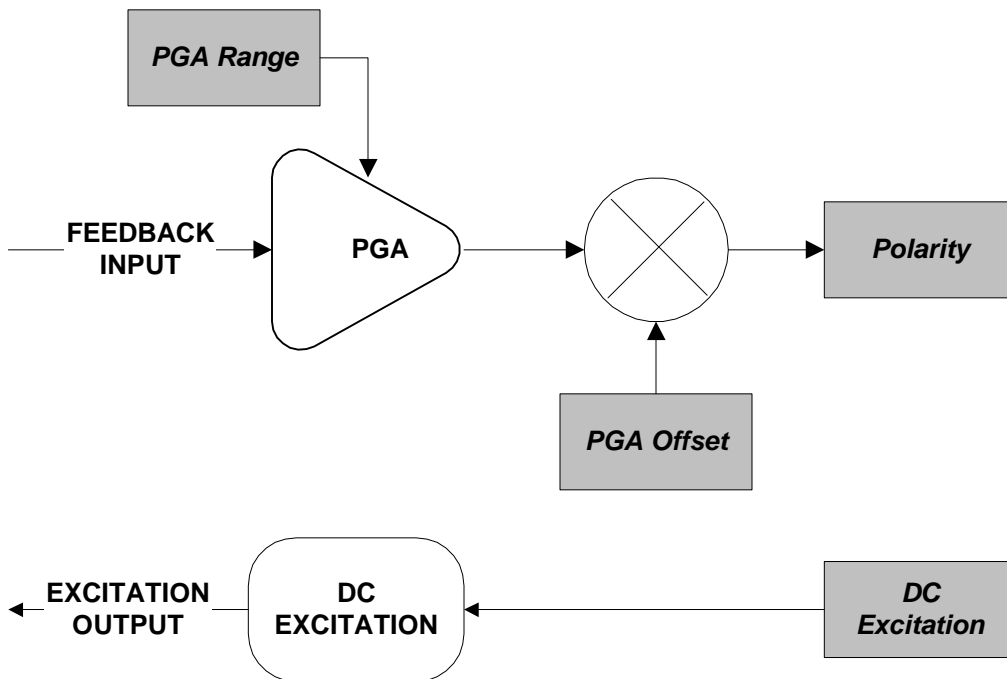 PGA Range
FEEDBACK
INPUT
PGA
Polarity
PGA Offset
EXCITATION
OUTPUT
DC
EXCITATION
DC
Excitation